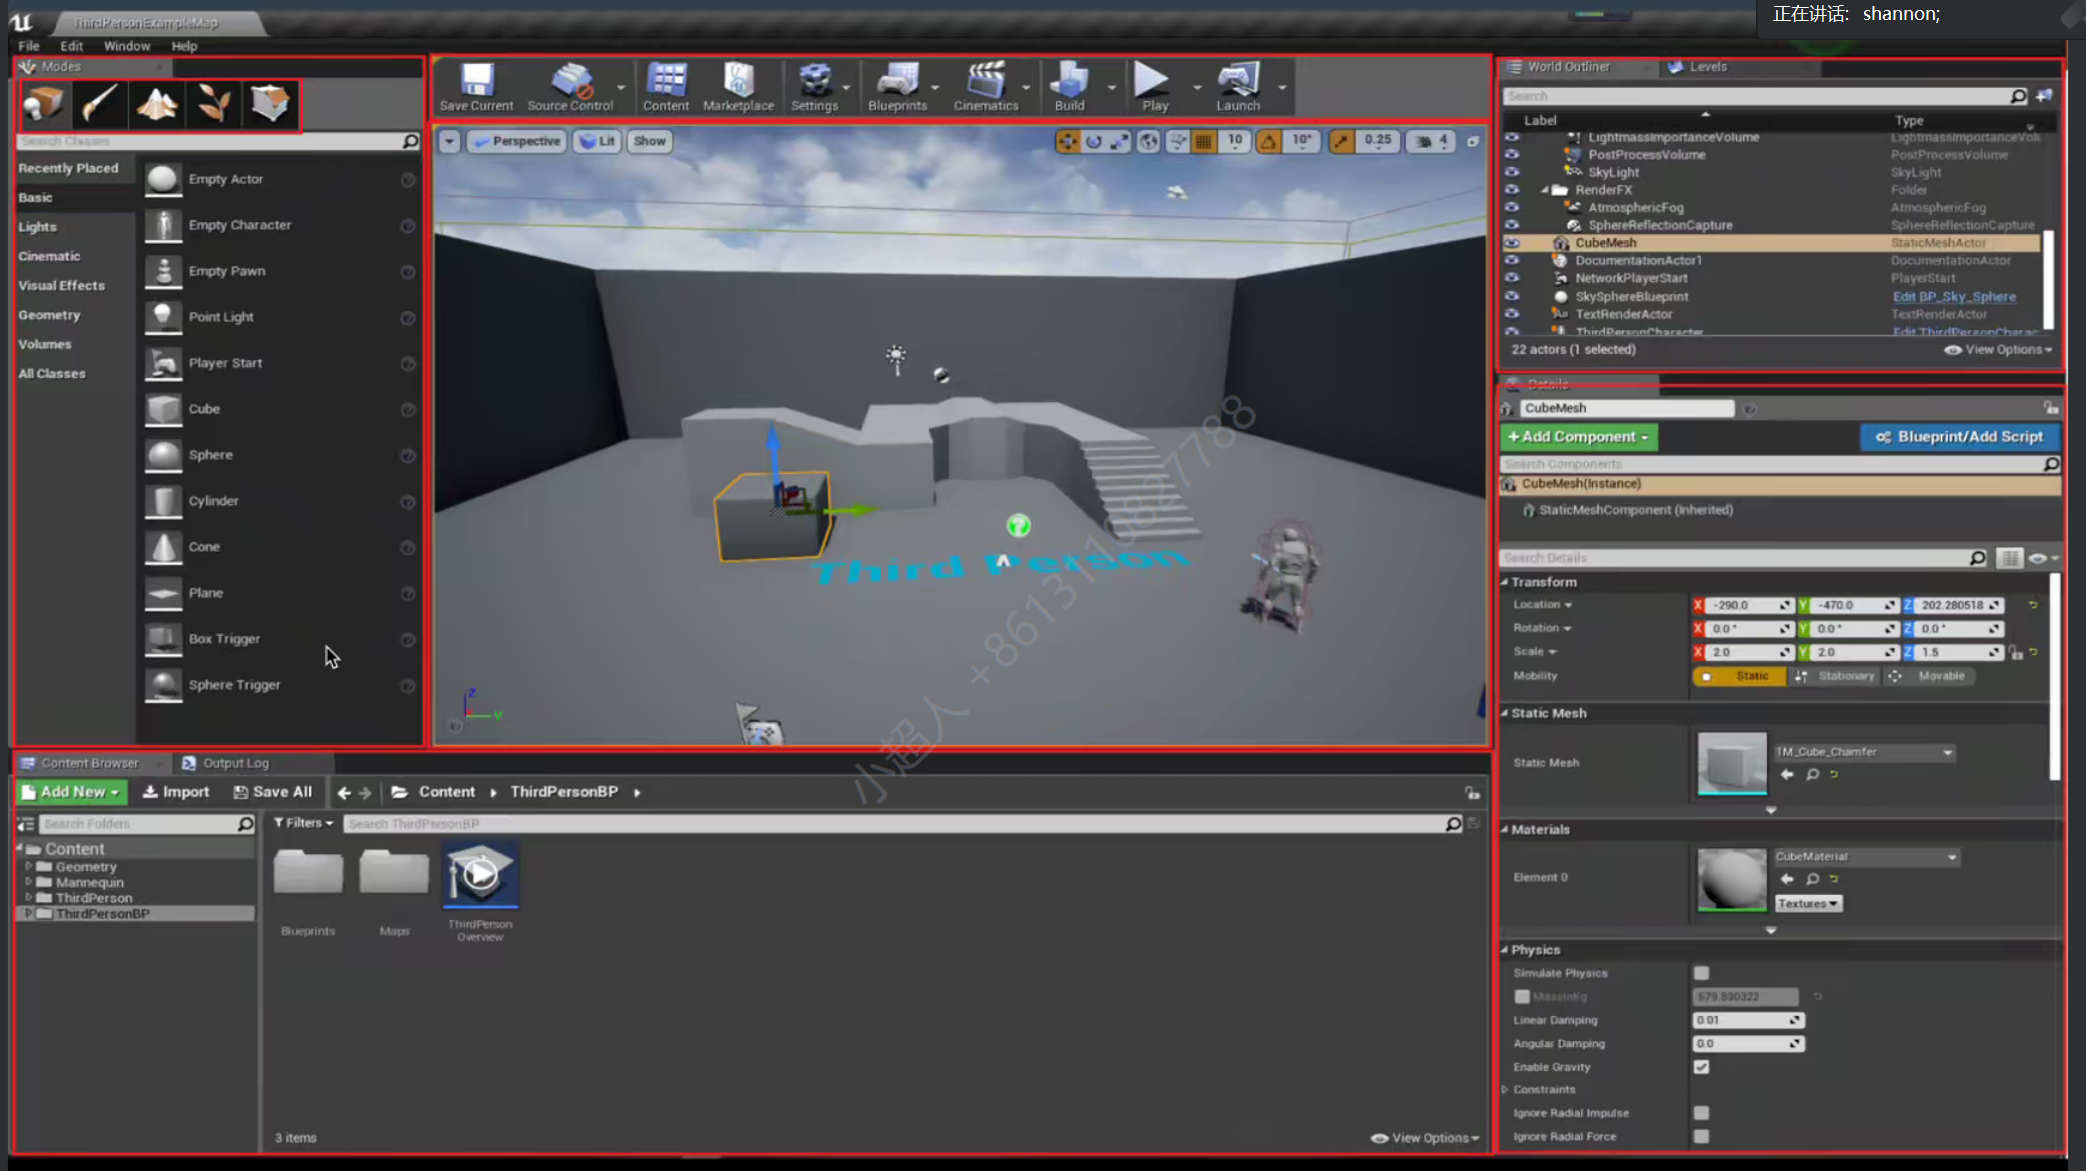 正在讲话: shannon;
ThirdPersonExampleMap
File Edit Window Help
Modes
Search Classes
Recently Placed
Basic
Lights
Cinematic
Visual Effects
Geometry
Volumes
All Classes
Empty Actor
Empty Character
Empty Pawn
Point Light
Player Start
Cube
Sphere
Cylinder
Cone
Plane
Box Trigger
Sphere Trigger
Save Current Source Control Content Marketplace Settings Blueprints Cinematics Build Play Launch
Perspective Lit Show 10 10° 0.25 4
Third Person
Z
Y
小超人 +8613111082​7788
World Outliner Levels
Search
Label Type
LightmassImportanceVolume LightmassImportanceVol
PostProcessVolume PostProcessVolume
SkyLight SkyLight
RenderFX Folder
AtmosphericFog AtmosphericFog
SphereReflectionCapture SphereReflectionCapture
CubeMesh StaticMeshActor
DocumentationActor1 DocumentationActor
NetworkPlayerStart PlayerStart
SkySphereBlueprint Edit BP_Sky_Sphere
TextRenderActor TextRenderActor
ThirdPersonCharacter Edit ThirdPersonCharac
22 actors (1 selected) View Options
Details
CubeMesh
+Add Component Blueprint/Add Script
Search Components
CubeMesh(Instance)
StaticMeshComponent (Inherited)
Search Details
Transform
Location X -290.0 Y -470.0 Z 202.280518
Rotation X 0.0° Y 0.0° Z 0.0°
Scale X 2.0 Y 2.0 Z 1.5
Mobility Static Stationary Movable
Static Mesh
Static Mesh 1M_Cube_Chamfer
Materials
Element 0 CubeMaterial
Textures
Physics
Simulate Physics
MassInKg 679.830322
Linear Damping 0.01
Angular Damping 0.0
Enable Gravity
Constraints
Ignore Radial Impulse
Ignore Radial Force
Content Browser Output Log
Add New Import Save All Content ThirdPersonBP
Search Folders Filters Search ThirdPersonBP
Content
Geometry
Mannequin
ThirdPerson
ThirdPersonBP
Blueprints Maps ThirdPerson
Overview
3 items View Options